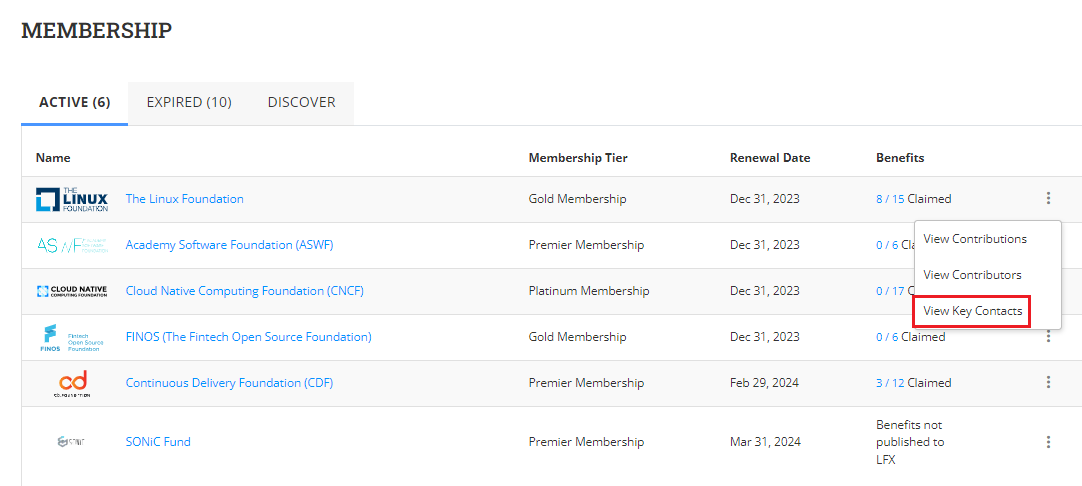 MEMBERSHIP
ACTIVE (6) EXPIRED (10) DISCOVER
Name Membership Tier Renewal Date Benefits
THE LINUX FOUNDATION The Linux Foundation Gold Membership Dec 31, 2023 8 / 15 Claimed
ASWF Academy Software Foundation (ASWF) Premier Membership Dec 31, 2023 0 / 6
CLOUD NATIVE COMPUTING FOUNDATION Cloud Native Computing Foundation (CNCF) Platinum Membership Dec 31, 2023 0 / 17
View Contributions
View Contributors
View Key Contacts
FINOS Fintech Open Source Foundation FINOS (The Fintech Open Source Foundation) Gold Membership Dec 31, 2023 0 / 6 Claimed
cd CD.FOUNDATION Continuous Delivery Foundation (CDF) Premier Membership Feb 29, 2024 3 / 12 Claimed
SONiC SONiC Fund Premier Membership Mar 31, 2024 Benefits not
published to
LFX